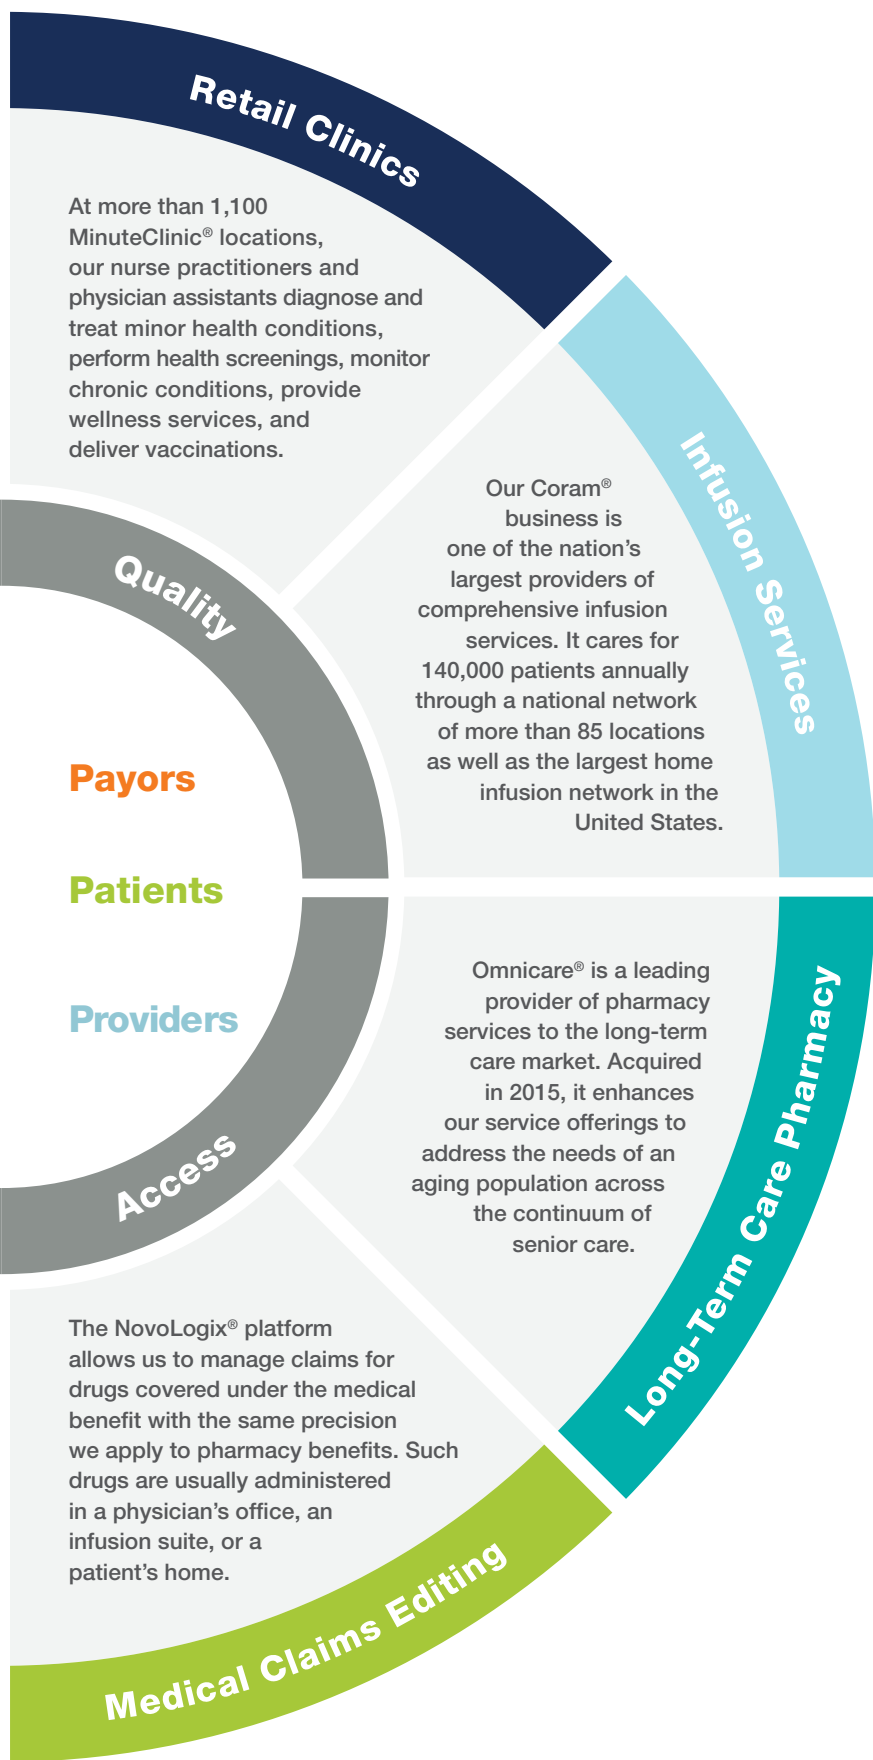 Retail Clinics
At more than 1,100
MinuteClinic® locations,
our nurse practitioners and
physician assistants diagnose and
treat minor health conditions,
perform health screenings, monitor
chronic conditions, provide
wellness services, and
deliver vaccinations.
Infusion Services
Our Coram®
business is
one of the nation’s
largest providers of
comprehensive infusion
services. It cares for
140,000 patients annually
through a national network
of more than 85 locations
as well as the largest home
infusion network in the
United States.
Quality
Payors
Patients
Providers
Access
Long-Term Care Pharmacy
Omnicare® is a leading
provider of pharmacy
services to the long-term
care market. Acquired
in 2015, it enhances
our service offerings to
address the needs of an
aging population across
the continuum of
senior care.
The NovoLogix® platform
allows us to manage claims for
drugs covered under the medical
benefit with the same precision
we apply to pharmacy benefits. Such
drugs are usually administered
in a physician’s office, an
infusion suite, or a
patient’s home.
Medical Claims Editing